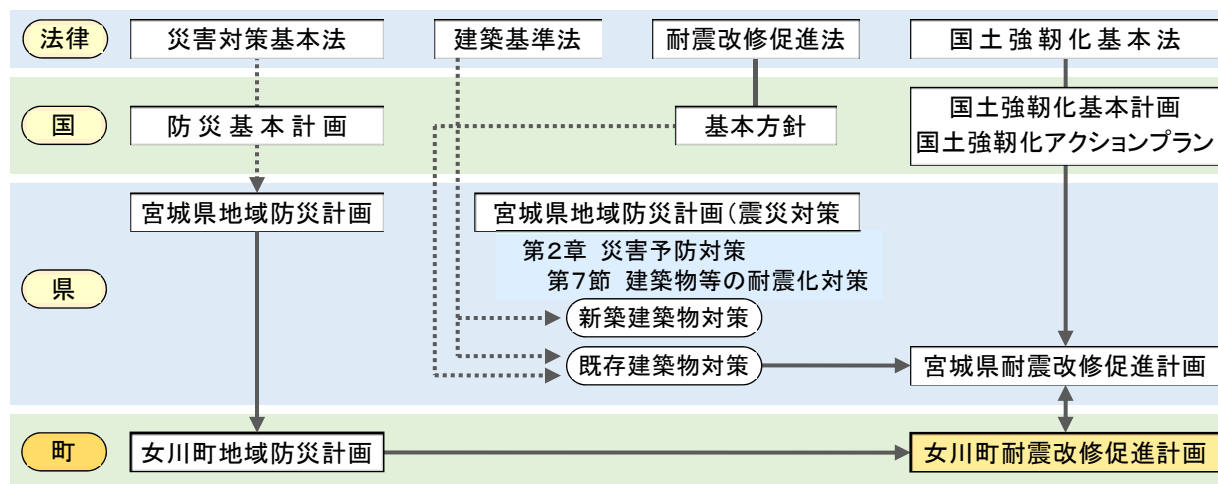 法律
災害対策基本法
建築基準法
耐震改修促進法
国土強靭化基本法
国
防災基本計画
基本方針
国土強靭化基本計画
国土強靭化アクションプラン
県
宮城県地域防災計画
宮城県地域防災計画(震災対策
第2章 災害予防対策
第7節 建築物等の耐震化対策
新築建築物対策
既存建築物対策
宮城県耐震改修促進計画
町
女川町地域防災計画
女川町耐震改修促進計画